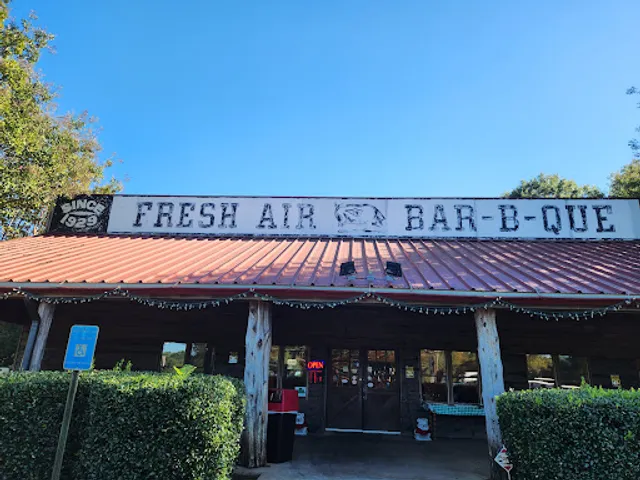 SINCE
1929
FRESH AIR BAR-B-QUE
OPEN